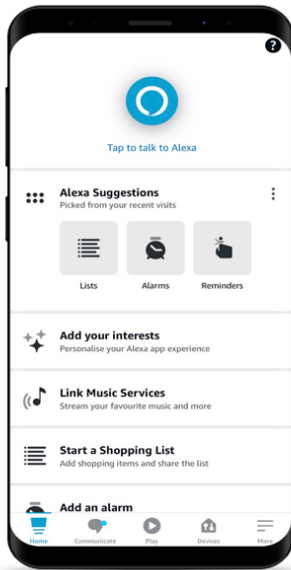 ?
Tap to talk to Alexa
Alexa Suggestions
Picked from your recent visits
Lists Alarms Reminders
Add your interests
Personalise your Alexa app experience
Link Music Services
Stream your favourite music and more
Start a Shopping List
Add shopping items and share the list
Add an alarm
Home Communicate Play Devices More